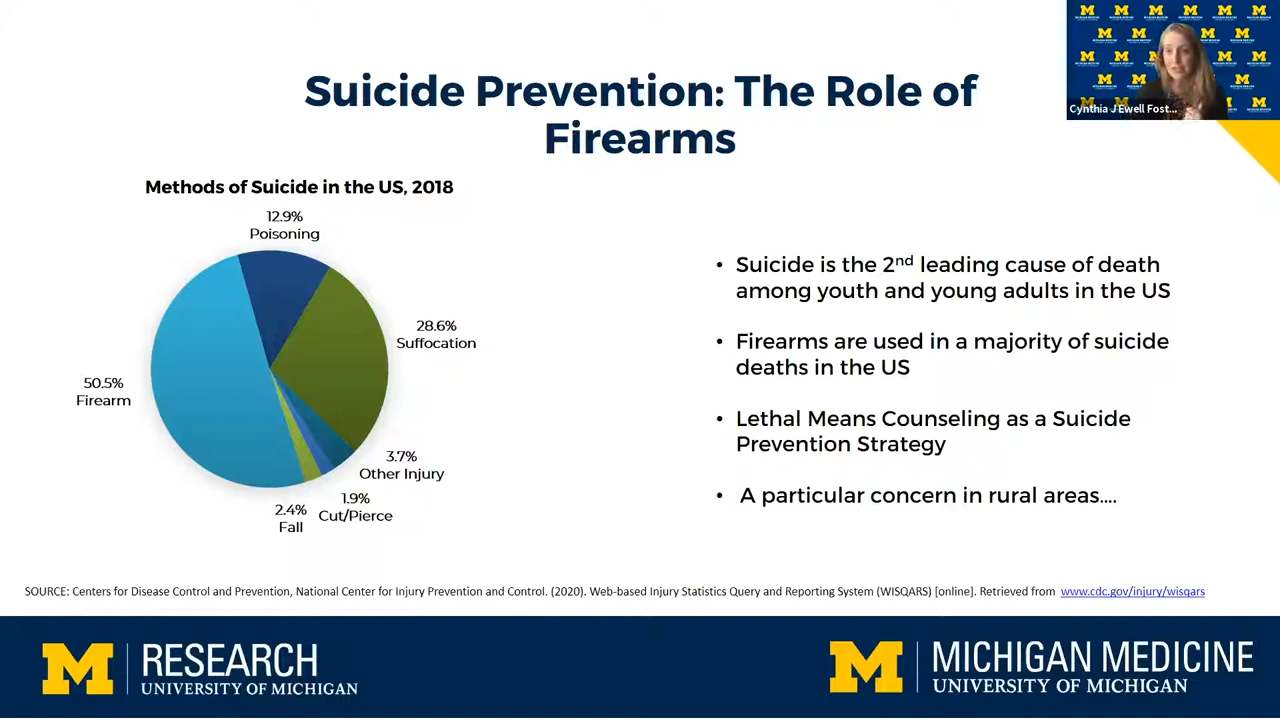 Suicide Prevention: The Role of
Firearms
Cynthia J Ewell Fost...
Methods of Suicide in the US, 2018
12.9%
Poisoning
28.6%
Suffocation
50.5%
Firearm
3.7%
Other Injury
1.9%
Cut/Pierce
2.4%
Fall
• Suicide is the 2nd leading cause of death
among youth and young adults in the US
• Firearms are used in a majority of suicide
deaths in the US
• Lethal Means Counseling as a Suicide
Prevention Strategy
• A particular concern in rural areas....
SOURCE: Centers for Disease Control and Prevention, National Center for Injury Prevention and Control. (2020). Web-based Injury Statistics Query and Reporting System (WISQARS) [online]. Retrieved from www.cdc.gov/injury/wisqars
M RESEARCH
UNIVERSITY OF MICHIGAN
M MICHIGAN MEDICINE
UNIVERSITY OF MICHIGAN